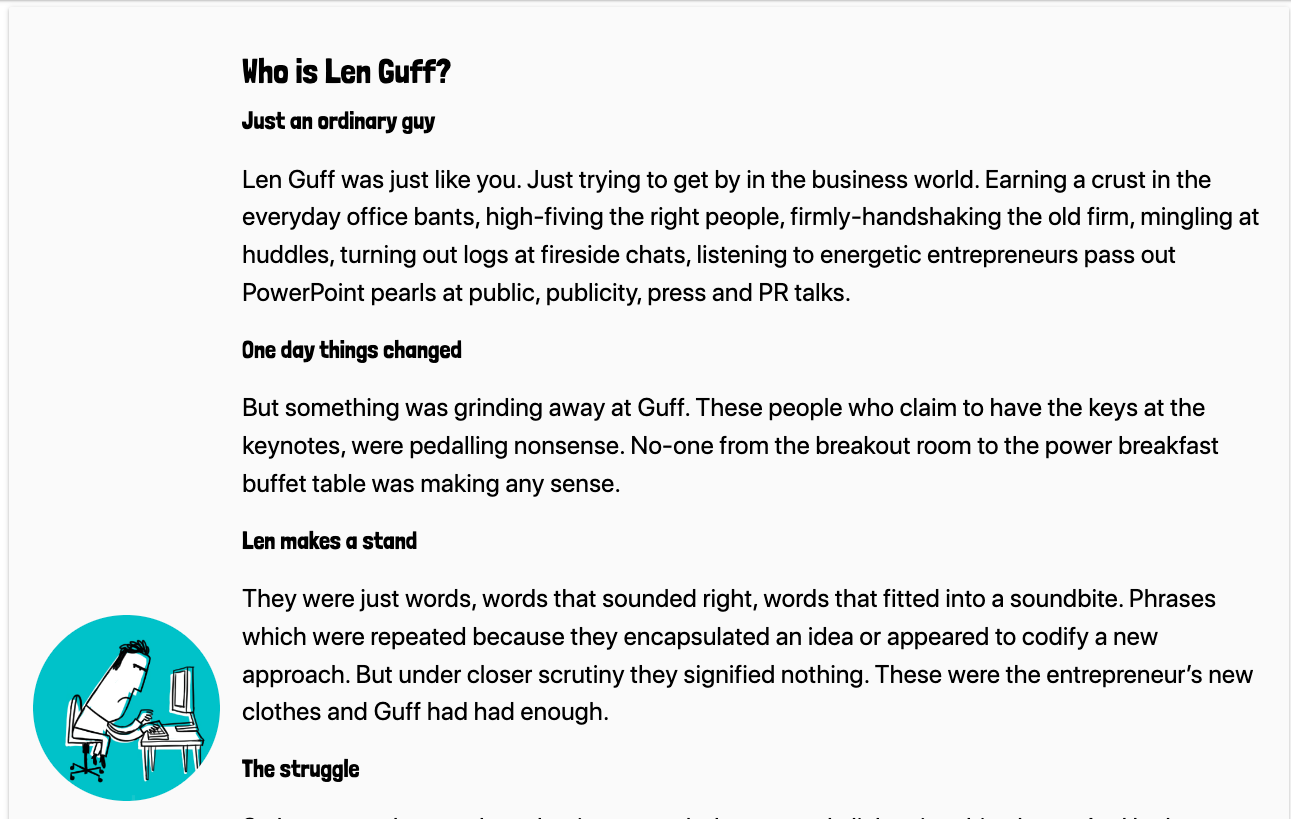 Who is Len Guff?
Just an ordinary guy
Len Guff was just like you. Just trying to get by in the business world. Earning a crust in the
everyday office bants, high-fiving the right people, firmly-handshaking the old firm, mingling at
huddles, turning out logs at fireside chats, listening to energetic entrepreneurs pass out
PowerPoint pearls at public, publicity, press and PR talks.
One day things changed
But something was grinding away at Guff. These people who claim to have the keys at the
keynotes, were pedalling nonsense. No-one from the breakout room to the power breakfast
buffet table was making any sense.
Len makes a stand
They were just words, words that sounded right, words that fitted into a soundbite. Phrases
which were repeated because they encapsulated an idea or appeared to codify a new
approach. But under closer scrutiny they signified nothing. These were the entrepreneur’s new
clothes and Guff had had enough.
The struggle